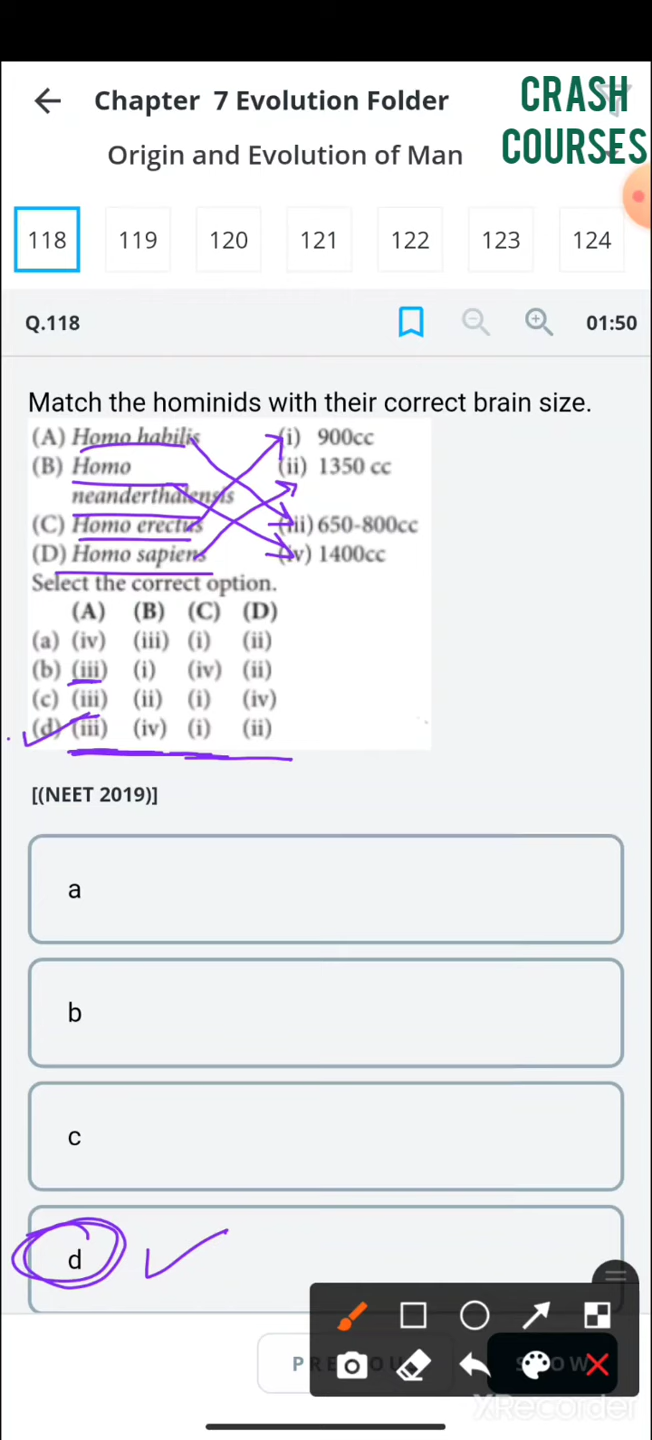 CRASH
COURSES
Chapter 7 Evolution Folder
Origin and Evolution of Man
118 119 120 121 122 123 124
Q.118 01:50
Match the hominids with their correct brain size.
(A) Homo habilis (i) 900cc
(B) Homo (ii) 1350 cc
neanderthalensis
(C) Homo erectus (iii) 650-800cc
(D) Homo sapiens (iv) 1400cc
Select the correct option.
(A) (B) (C) (D)
(a) (iv) (iii) (i) (ii)
(b) (iii) (i) (iv) (ii)
(c) (iii) (ii) (i) (iv)
(d) (iii) (iv) (i) (ii)
[(NEET 2019)]
a
b
c
d
XRecorder